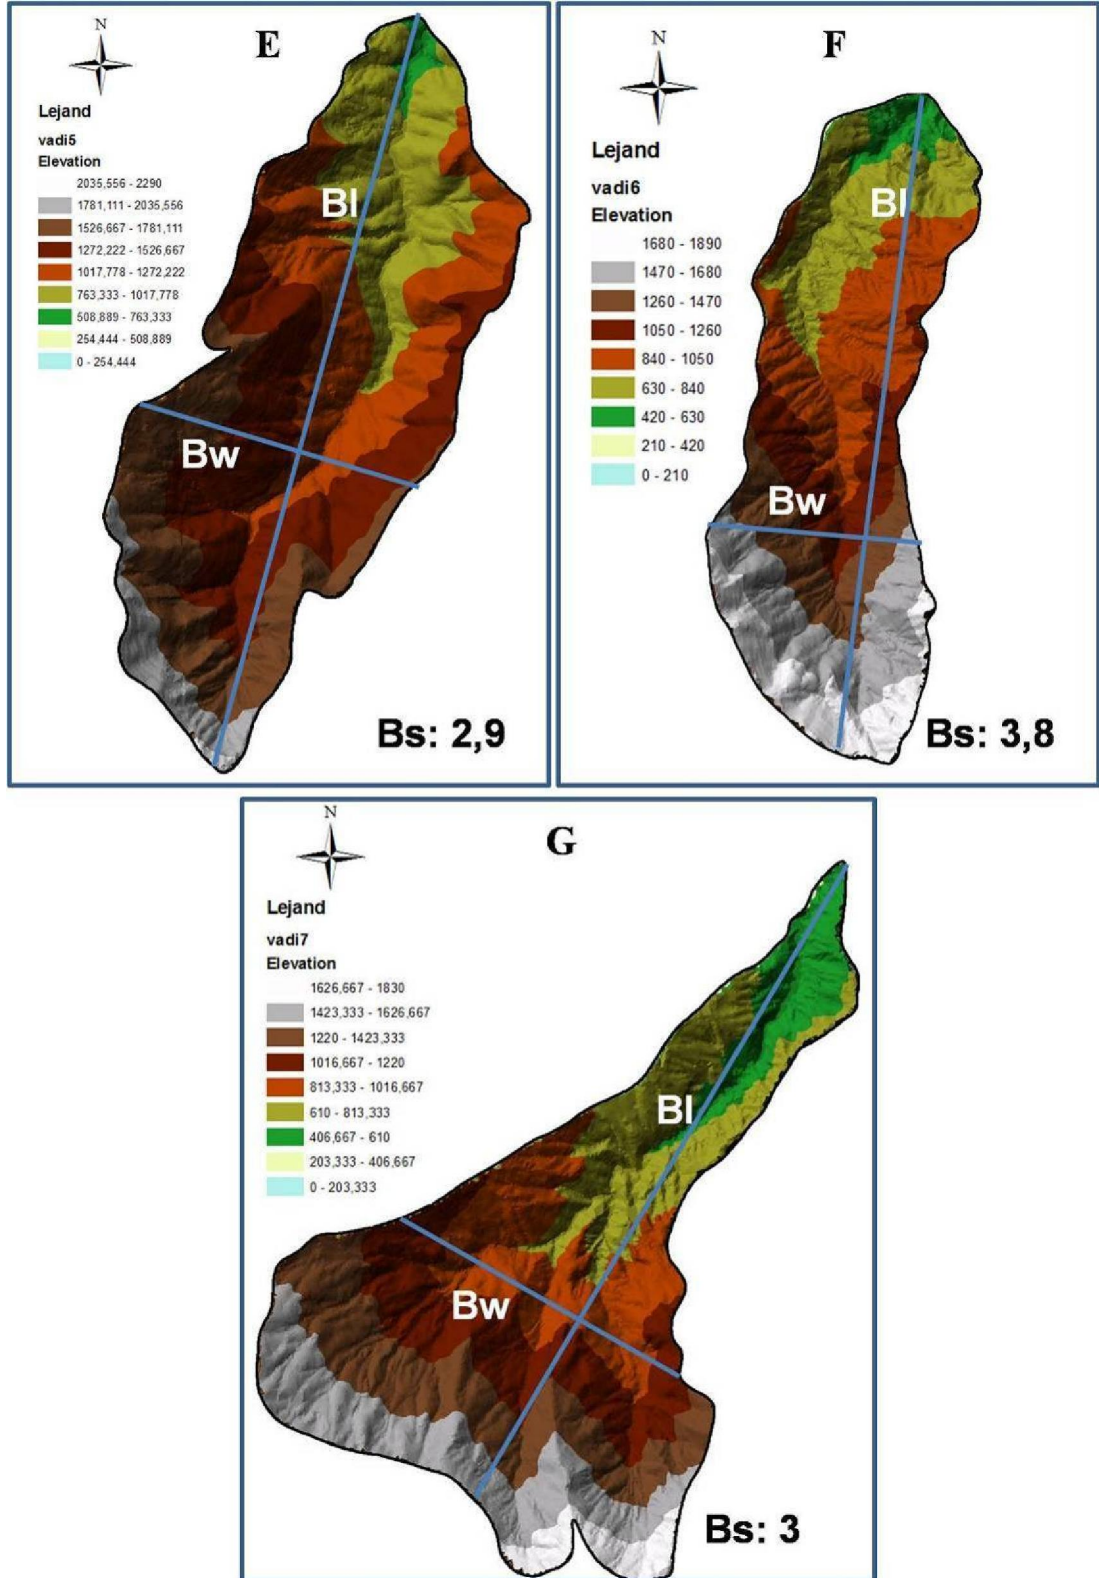 N
E
Lejand
vadi5
Elevation
2035,556 - 2290
1781,111 - 2035,556
1526,667 - 1781,111
1272,222 - 1526,667
1017,778 - 1272,222
763,333 - 1017,778
508,889 - 763,333
254,444 - 508,889
0 - 254,444
Bl
Bw
Bs: 2,9
N
F
Lejand
vadi6
Elevation
1680 - 1890
1470 - 1680
1260 - 1470
1050 - 1260
840 - 1050
630 - 840
420 - 630
210 - 420
0 - 210
Bl
Bw
Bs: 3,8
N
G
Lejand
vadi7
Elevation
1626,667 - 1830
1423,333 - 1626,667
1220 - 1423,333
1016,667 - 1220
813,333 - 1016,667
610 - 813,333
406,667 - 610
203,333 - 406,667
0 - 203,333
Bl
Bw
Bs: 3